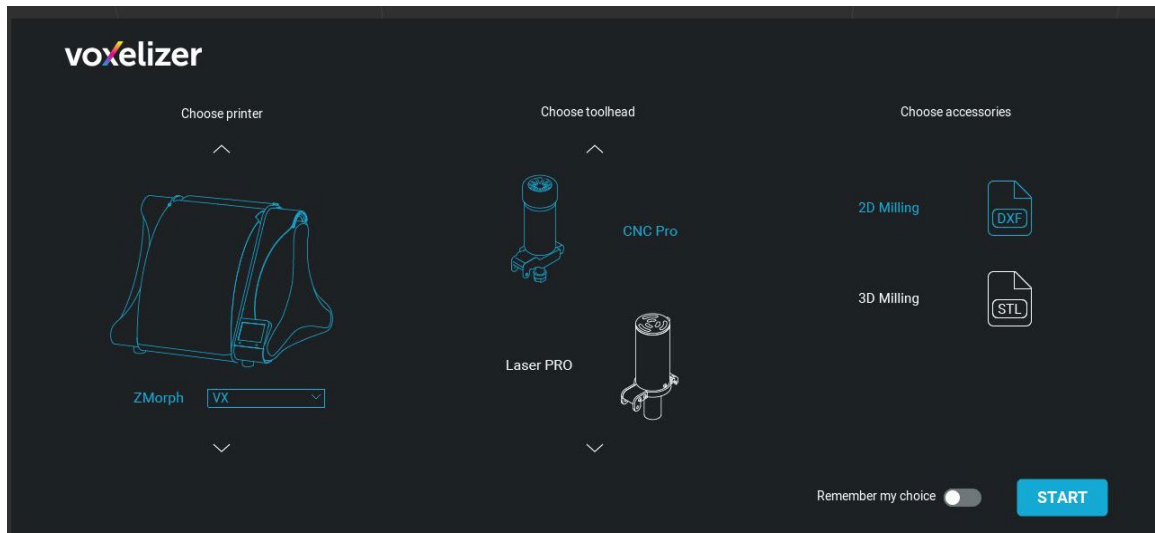 voxelizer
Choose printer
Choose toolhead
Choose accessories
CNC Pro
2D Milling
DXF
3D Milling
STL
Laser PRO
ZMorph
VX
Remember my choice
START